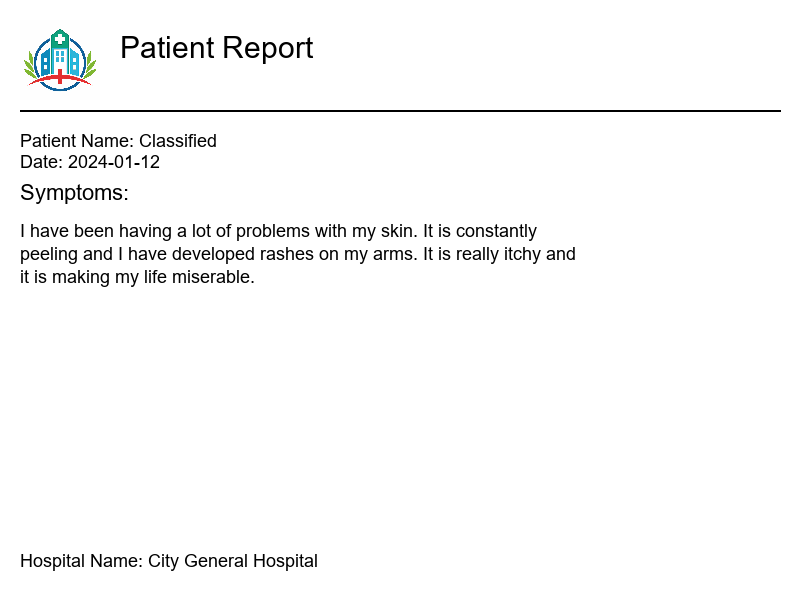 Patient Report
Patient Name: Classified
Date: 2024-01-12
Symptoms:
I have been having a lot of problems with my skin. It is constantly
peeling and I have developed rashes on my arms. It is really itchy and
it is making my life miserable.
Hospital Name: City General Hospital